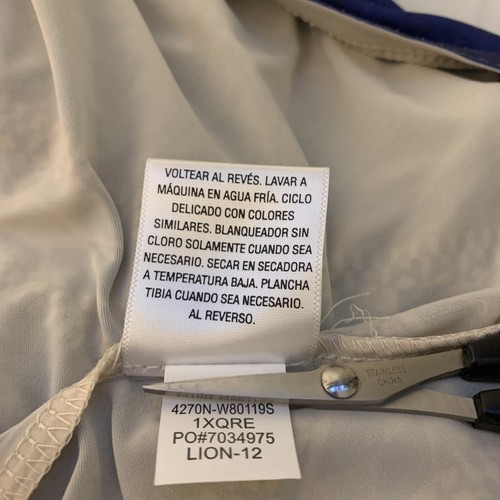 VOLTEAR AL REVÉS. LAVAR A
MÁQUINA EN AGUA FRÍA. CICLO
DELICADO CON COLORES
SIMILARES. BLANQUEADOR SIN
CLORO SOLAMENTE CUANDO SEA
NECESARIO. SECAR EN SECADORA
A TEMPERATURA BAJA. PLANCHA
TIBIA CUANDO SEA NECESARIO.
AL REVERSO.
STAINLESS
CHINA
4270N-W80119S
1XQRE
PO#7034975
LION-12